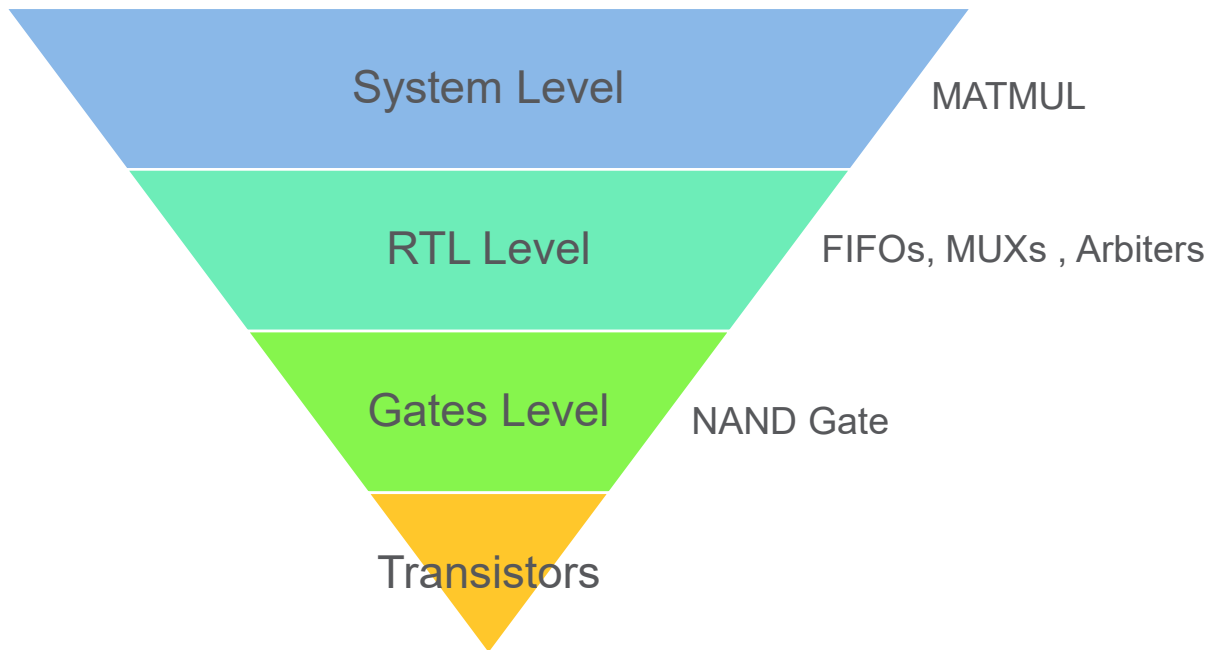 System Level
MATMUL
RTL Level
FIFOs, MUXs , Arbiters
Gates Level
NAND Gate
Transistors